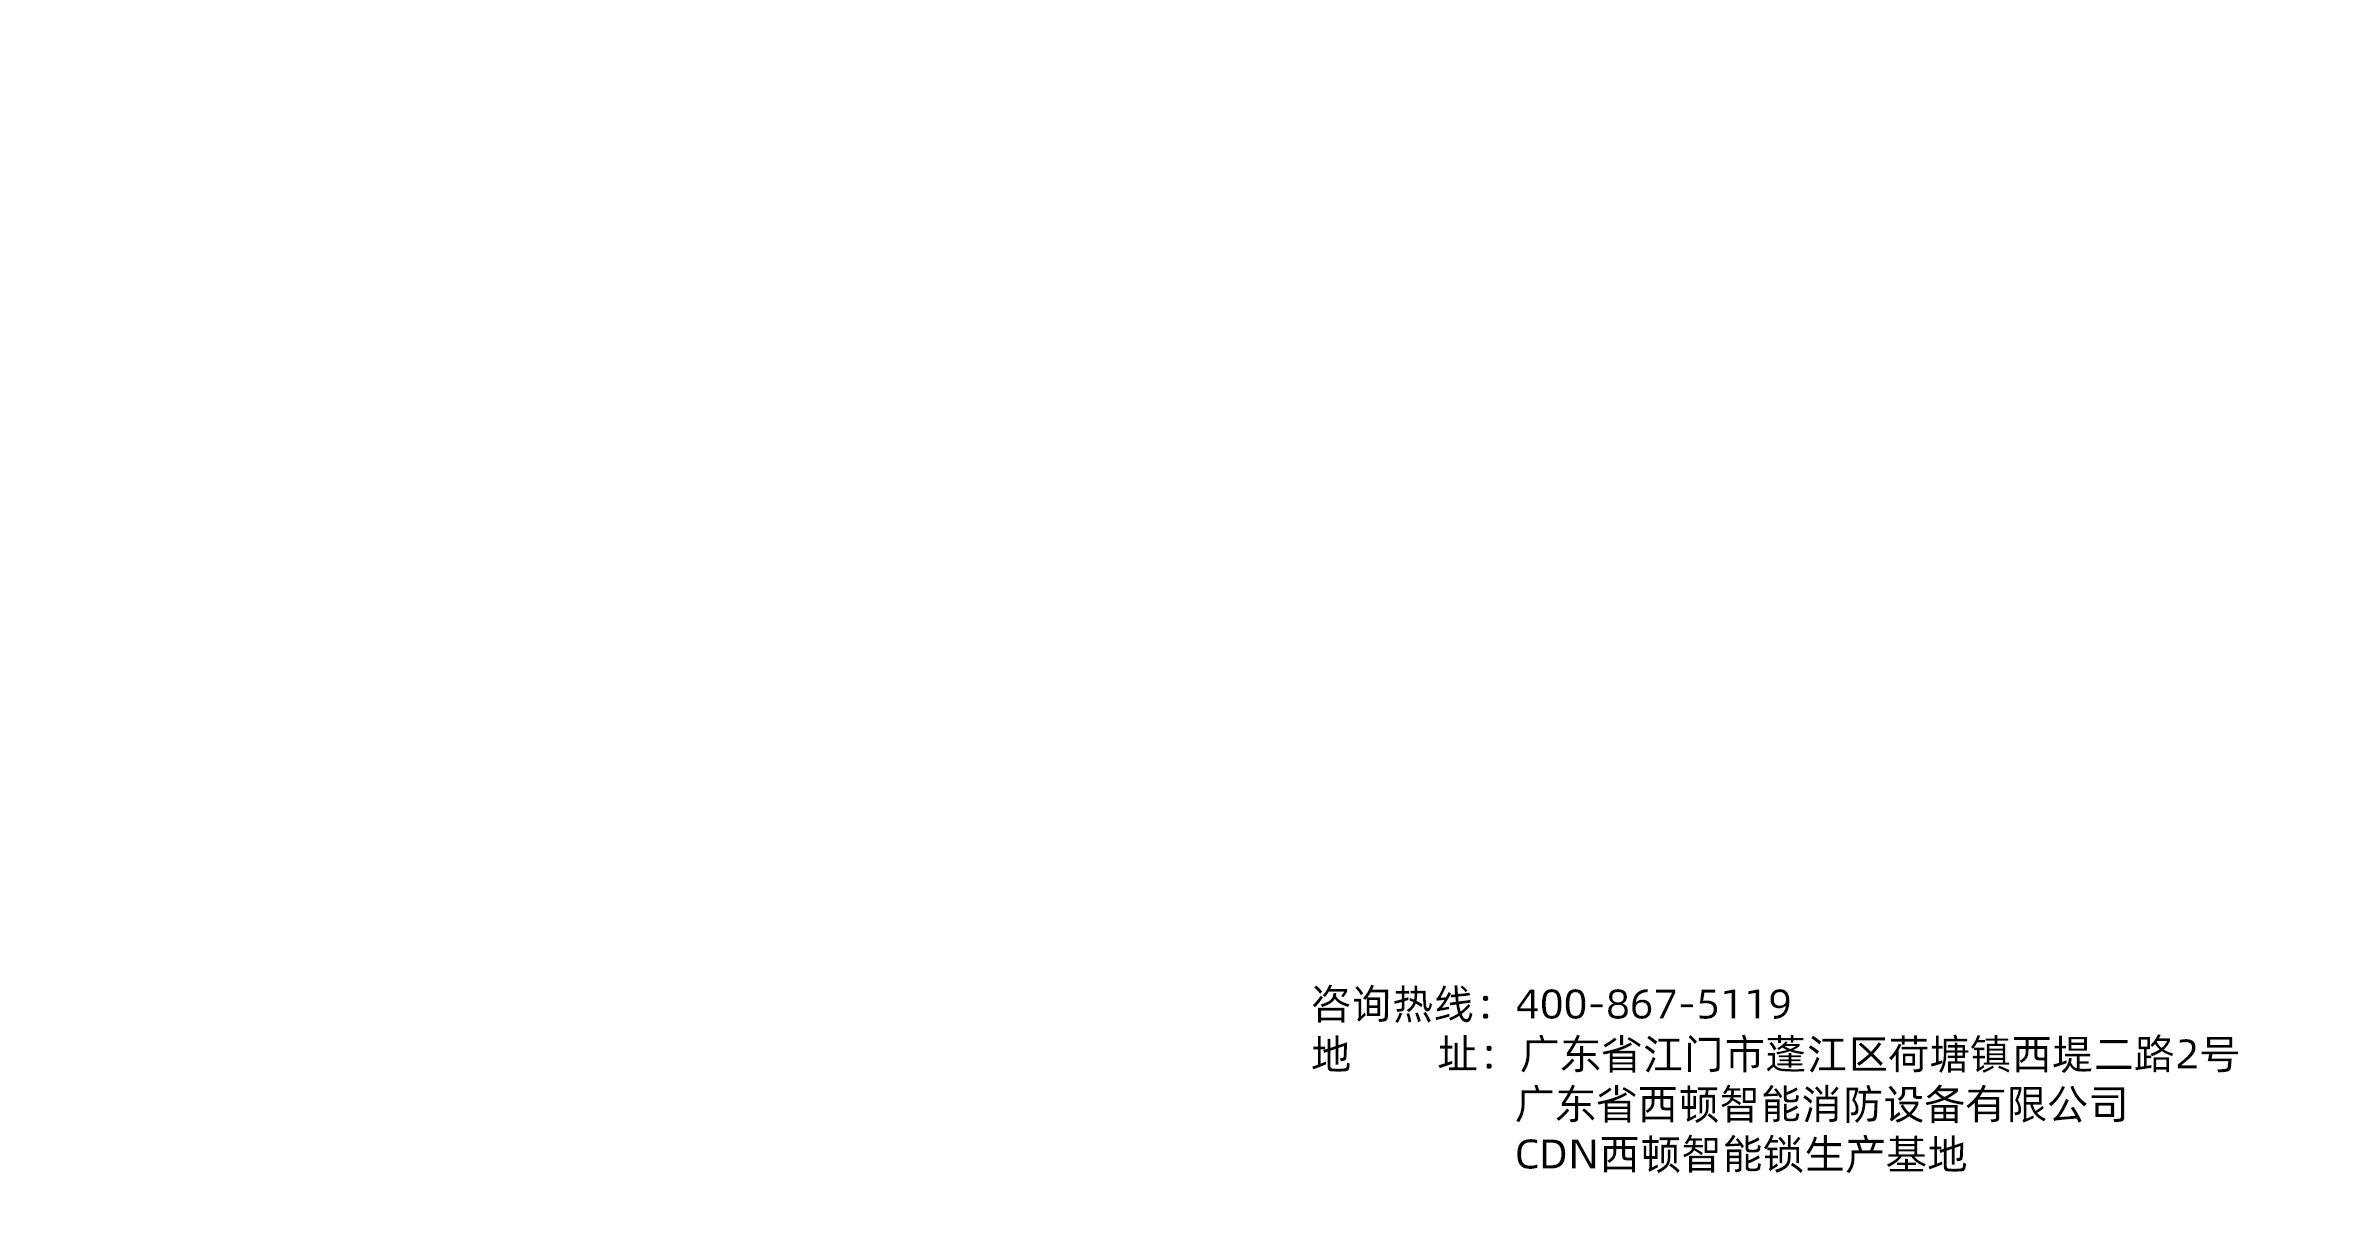 咨询热线：400-867-5119
地　　址：广东省江门市蓬江区荷塘镇西堤二路2号
广东省西顿智能消防设备有限公司
CDN西顿智能锁生产基地